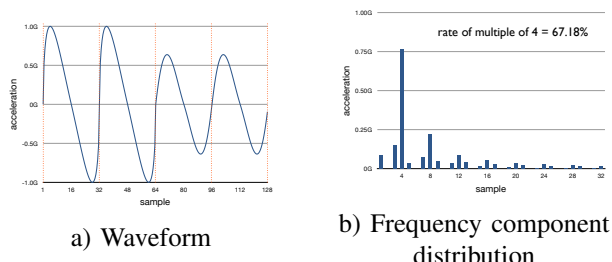 1.0G
0.5G
0G
-0.5G
-1.0G
acceleration
1 16 32 48 64 80 96 112 128
sample
a) Waveform
rate of multiple of 4 = 67.18%
1.00G
0.75G
0.50G
0.25G
0G
acceleration
4 8 12 16 20 24 28 32
sample
b) Frequency component
distribution